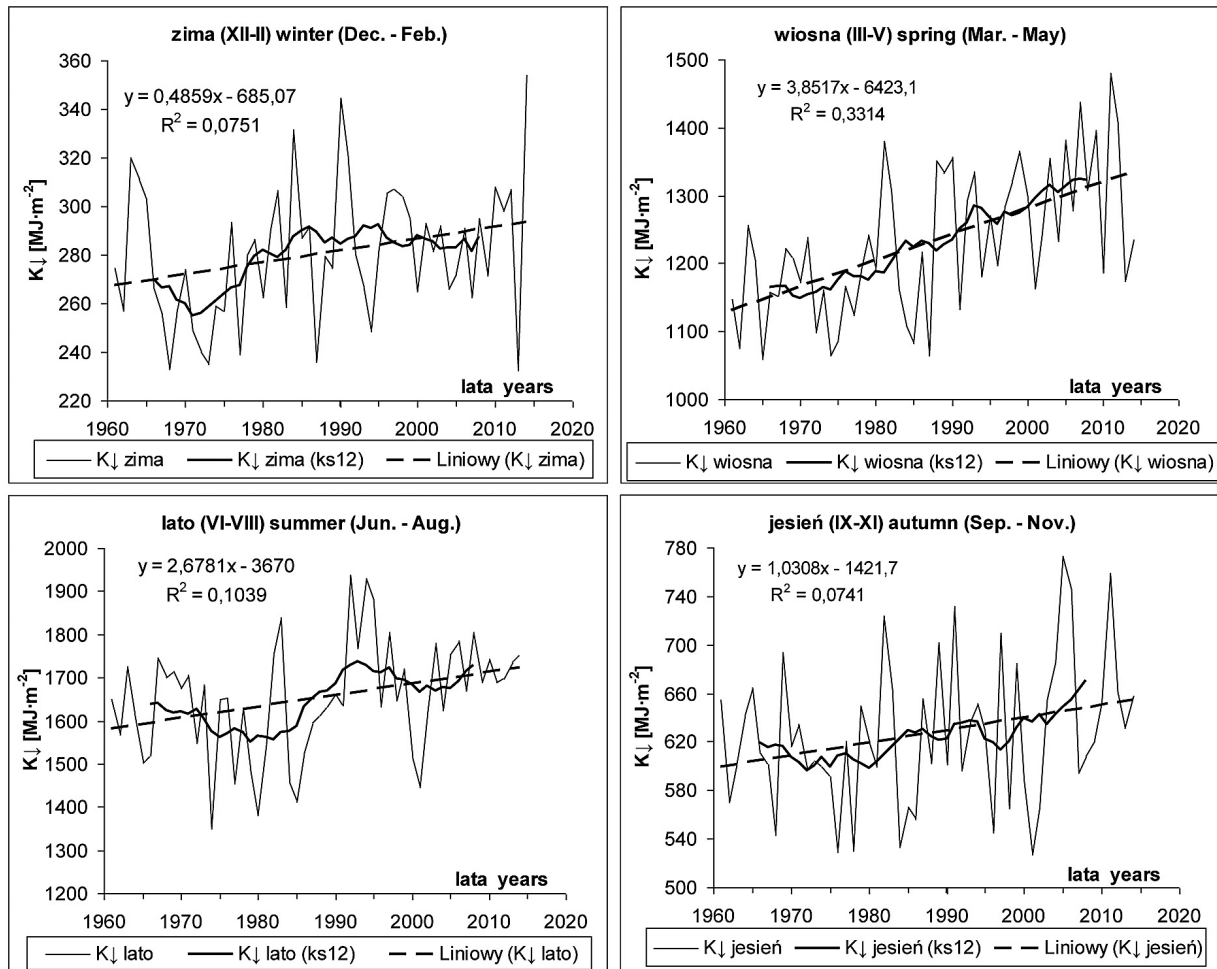 zima (XII-II) winter (Dec. - Feb.)
360
340
320
300
280
260
240
220
K↓ [MJ·m⁻²]
y = 0,4859x - 685,07
R² = 0,0751
lata years
1960 1970 1980 1990 2000 2010 2020
K↓ zima K↓ zima (ks12) Liniowy (K↓ zima)
wiosna (III-V) spring (Mar. - May)
1500
1400
1300
1200
1100
1000
K↓ [MJ·m⁻²]
y = 3,8517x - 6423,1
R² = 0,3314
lata years
1960 1970 1980 1990 2000 2010 2020
K↓ wiosna K↓ wiosna (ks12) Liniowy (K↓ wiosna)
lato (VI-VIII) summer (Jun. - Aug.)
2000
1900
1800
1700
1600
1500
1400
1300
1200
K↓ [MJ·m⁻²]
y = 2,6781x - 3670
R² = 0,1039
lata years
1960 1970 1980 1990 2000 2010 2020
K↓ lato K↓ lato (ks12) Liniowy (K↓ lato)
jesień (IX-XI) autumn (Sep. - Nov.)
780
740
700
660
620
580
540
500
K↓ [MJ·m⁻²]
y = 1,0308x - 1421,7
R² = 0,0741
lata years
1960 1970 1980 1990 2000 2010 2020
K↓ jesień K↓ jesień (ks12) Liniowy (K↓ jesień)